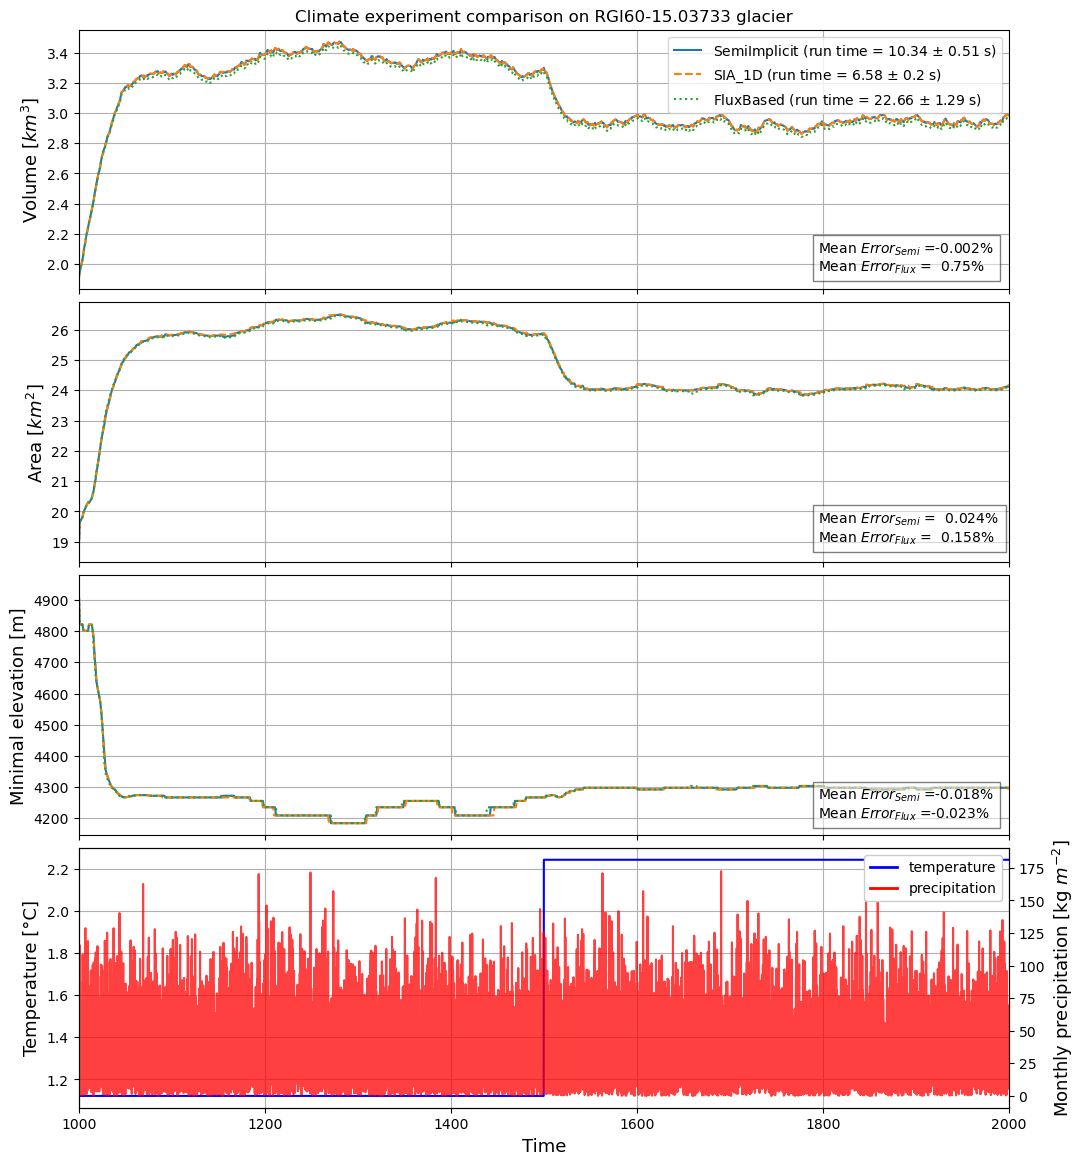 Climate experiment comparison on RGI60-15.03733 glacier
Volume [km³]
3.4
3.2
3.0
2.8
2.6
2.4
2.2
2.0
SemiImplicit (run time = 10.34 ± 0.51 s)
SIA_1D (run time = 6.58 ± 0.2 s)
FluxBased (run time = 22.66 ± 1.29 s)
Mean Error_Semi =-0.002%
Mean Error_Flux = 0.75%
Area [km²]
26
25
24
23
22
21
20
19
Mean Error_Semi = 0.024%
Mean Error_Flux = 0.158%
Minimal elevation [m]
4900
4800
4700
4600
4500
4400
4300
4200
Mean Error_Semi =-0.018%
Mean Error_Flux =-0.023%
Temperature [°C]
2.2
2.0
1.8
1.6
1.4
1.2
temperature
precipitation
175
150
125
100
75
50
25
0
Monthly precipitation [kg m⁻²]
1000
1200
1400
1600
1800
2000
Time